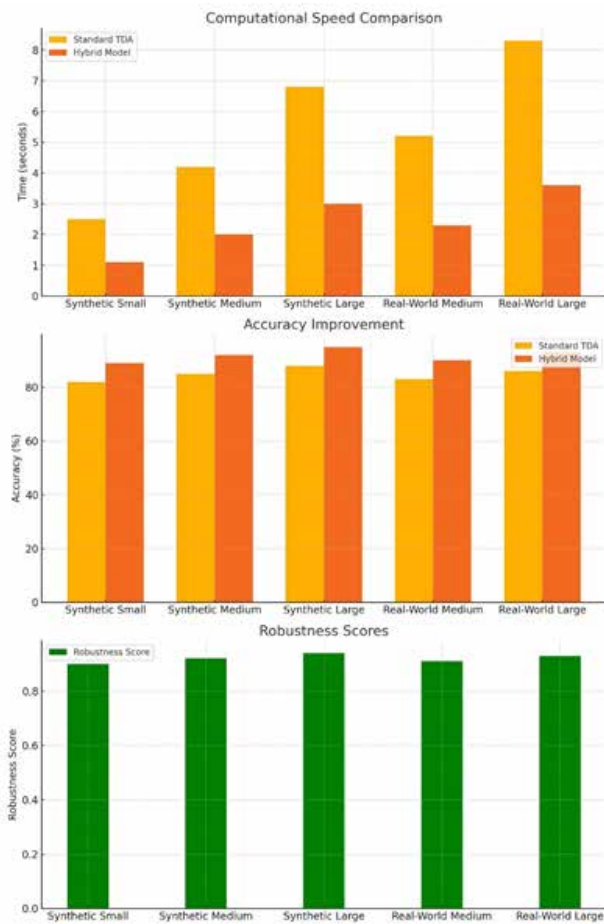 Computational Speed Comparison
Standard TDA
Hybrid Model
Time (seconds)
8
7
6
5
4
3
2
1
0
Synthetic Small Synthetic Medium Synthetic Large Real-World Medium Real-World Large
Accuracy Improvement
Standard TDA
Hybrid Model
Accuracy (%)
80
60
40
20
0
Synthetic Small Synthetic Medium Synthetic Large Real-World Medium Real-World Large
Robustness Scores
Robustness Score
Robustness Score
0.8
0.6
0.4
0.2
0.0
Synthetic Small Synthetic Medium Synthetic Large Real-World Medium Real-World Large